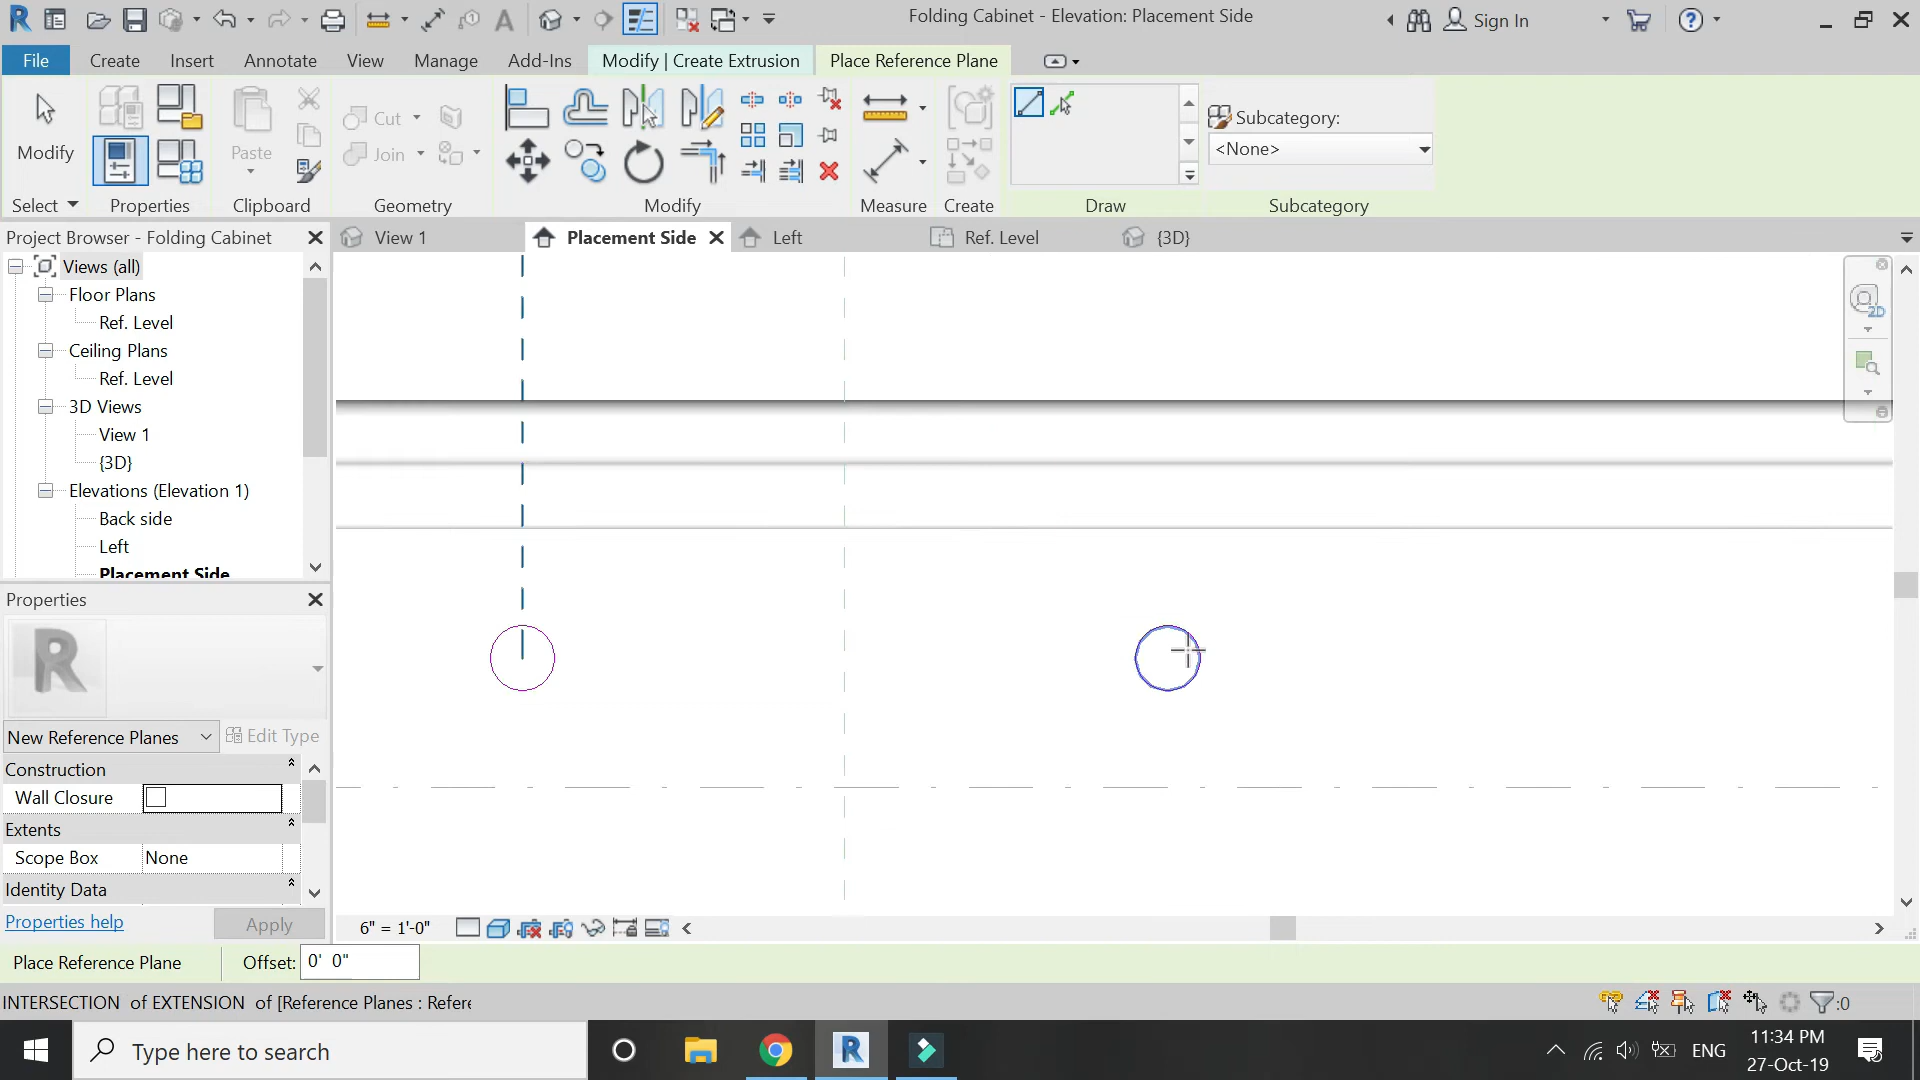 Folding Cabinet - Elevation: Placement Side
Sign In
File
Create
Insert
Annotate
View
Manage
Add-Ins
Modify | Create Extrusion
Place Reference Plane
Modify
Paste
Cut
Join
Subcategory:
<None>
Select
Properties
Clipboard
Geometry
Modify
Measure
Create
Draw
Subcategory
Project Browser - Folding Cabinet
View 1
Placement Side
Left
Ref. Level
{3D}
Views (all)
Floor Plans
Ref. Level
Ceiling Plans
Ref. Level
3D Views
View 1
{3D}
Elevations (Elevation 1)
Back side
Left
Placement Side
2D
Properties
R
New Reference Planes
Edit Type
Construction
Wall Closure
Extents
Scope Box
None
Identity Data
Properties help
Apply
6" = 1'-0"
Place Reference Plane
Offset:
0' 0"
INTERSECTION of EXTENSION of [Reference Planes : Refere
:0
Type here to search
ENG
11:34 PM
27-Oct-19